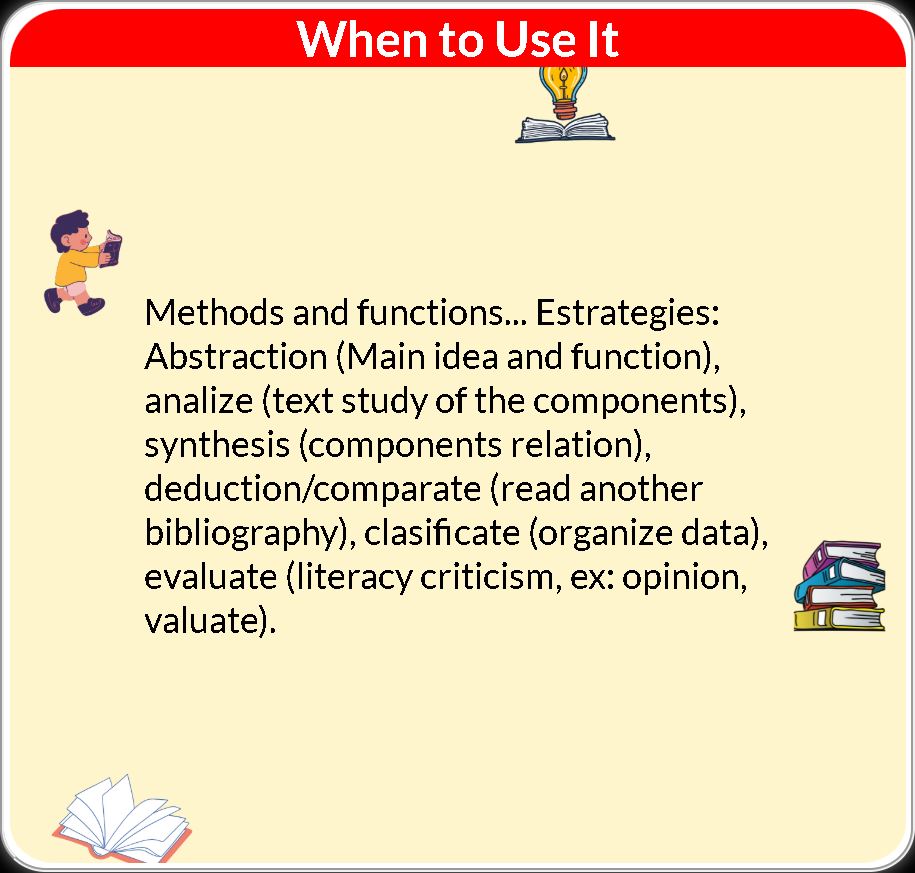 When to Use It
Methods and functions... Estrategies:
Abstraction (Main idea and function),
analize (text study of the components),
synthesis (components relation),
deduction/comparate (read another
bibliography), clasificate (organize data),
evaluate (literacy criticism, ex: opinion,
valuate).